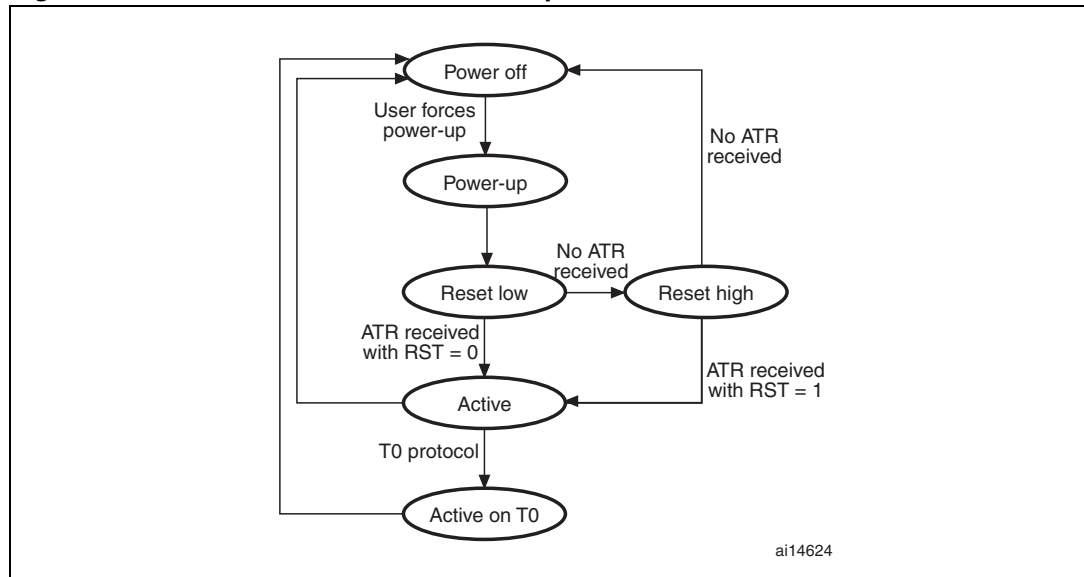 Power off
User forces
power-up
No ATR
received
Power-up
No ATR
received
Reset low
Reset high
ATR received
with RST = 0
ATR received
with RST = 1
Active
T0 protocol
Active on T0
ai14624